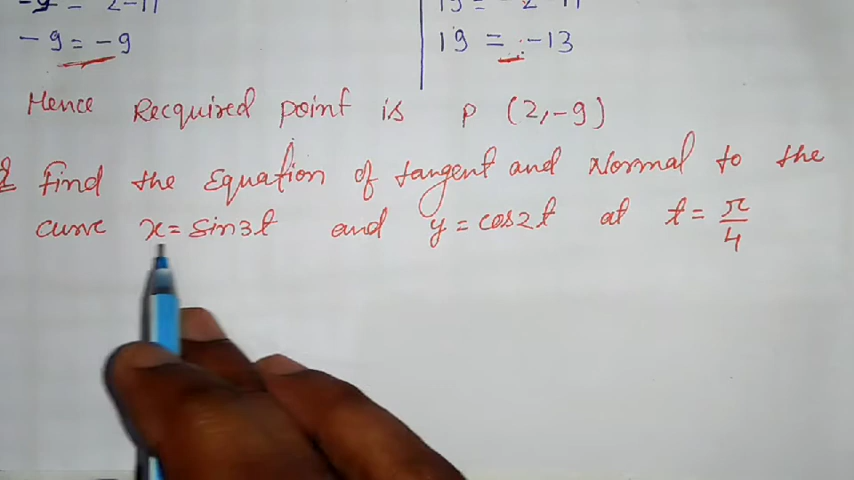 - 9 = -9
19 = -13
Hence Recquired point is P (2,-9)
Find the Equation of tangent and Normal to the
curve x = sin3t and y = cos2t at t = π/4